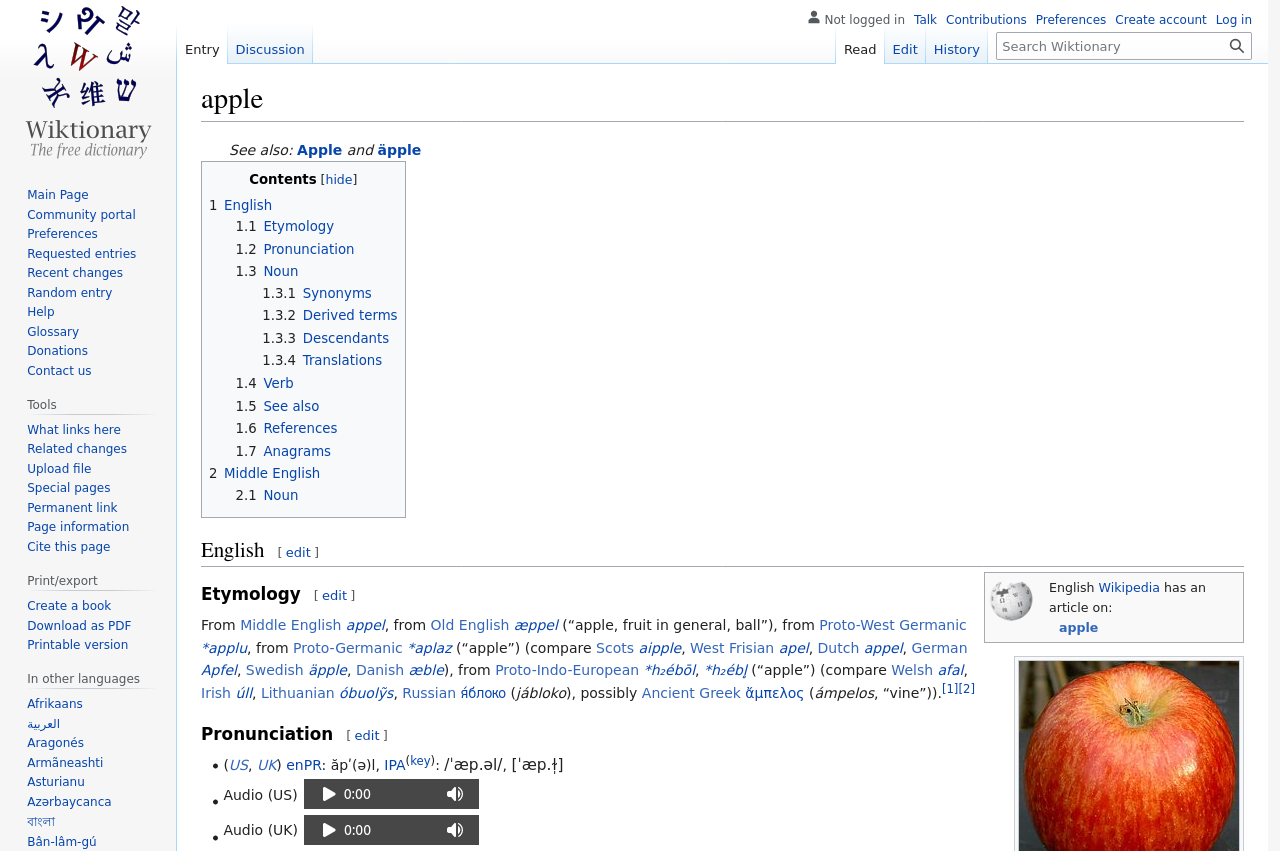 Not logged in Talk Contributions Preferences Create account Log in
Entry Discussion Read Edit History Search Wiktionary
Wiktionary
The free dictionary
Main Page
Community portal
Preferences
Requested entries
Recent changes
Random entry
Help
Glossary
Donations
Contact us
Tools
What links here
Related changes
Upload file
Special pages
Permanent link
Page information
Cite this page
Print/export
Create a book
Download as PDF
Printable version
In other languages
Afrikaans
العربية
Aragonés
Armãneashti
Asturianu
Azərbaycanca
বাংলা
Bân-lâm-gú
apple
See also: Apple and äpple
Contents [hide]
1 English
1.1 Etymology
1.2 Pronunciation
1.3 Noun
1.3.1 Synonyms
1.3.2 Derived terms
1.3.3 Descendants
1.3.4 Translations
1.4 Verb
1.5 See also
1.6 References
1.7 Anagrams
2 Middle English
2.1 Noun
English [ edit ]
English Wikipedia has an
article on:
apple
Etymology [ edit ]
From Middle English appel, from Old English æppel (“apple, fruit in general, ball”), from Proto-West Germanic
*applu, from Proto-Germanic *aplaz (“apple”) (compare Scots aipple, West Frisian apel, Dutch appel, German
Apfel, Swedish äpple, Danish æble), from Proto-Indo-European *h₂ébōl, *h₂ébl̥ (“apple”) (compare Welsh afal,
Irish úll, Lithuanian óbuolỹs, Russian я́блоко (jábloko), possibly Ancient Greek ἄμπελος (ámpelos, “vine”)).[1][2]
Pronunciation [ edit ]
• (US, UK) enPR: ăpʹ(ə)l, IPA(key): /ˈæp.əl/, [ˈæp.ɫ̩]
• Audio (US) 0:00
• Audio (UK) 0:00